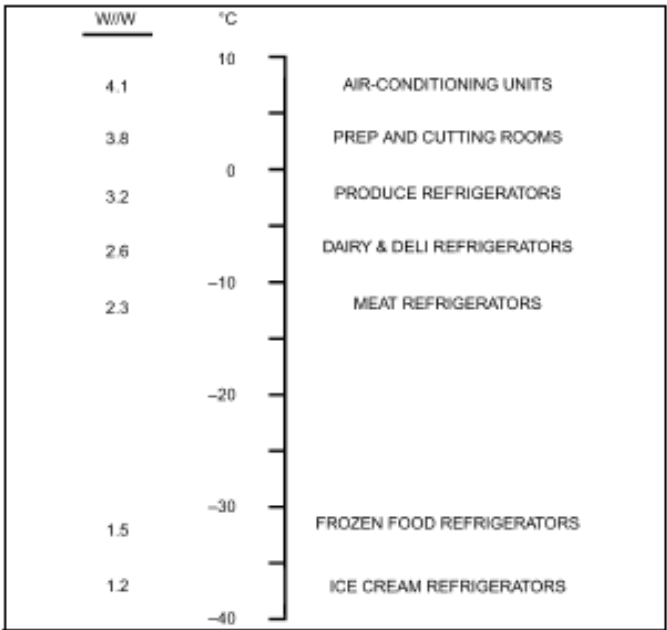 W//W °C
10
4.1 AIR-CONDITIONING UNITS
3.8 PREP AND CUTTING ROOMS
0
3.2 PRODUCE REFRIGERATORS
2.6 DAIRY & DELI REFRIGERATORS
–10
2.3 MEAT REFRIGERATORS
–20
–30
1.5 FROZEN FOOD REFRIGERATORS
1.2 ICE CREAM REFRIGERATORS
–40